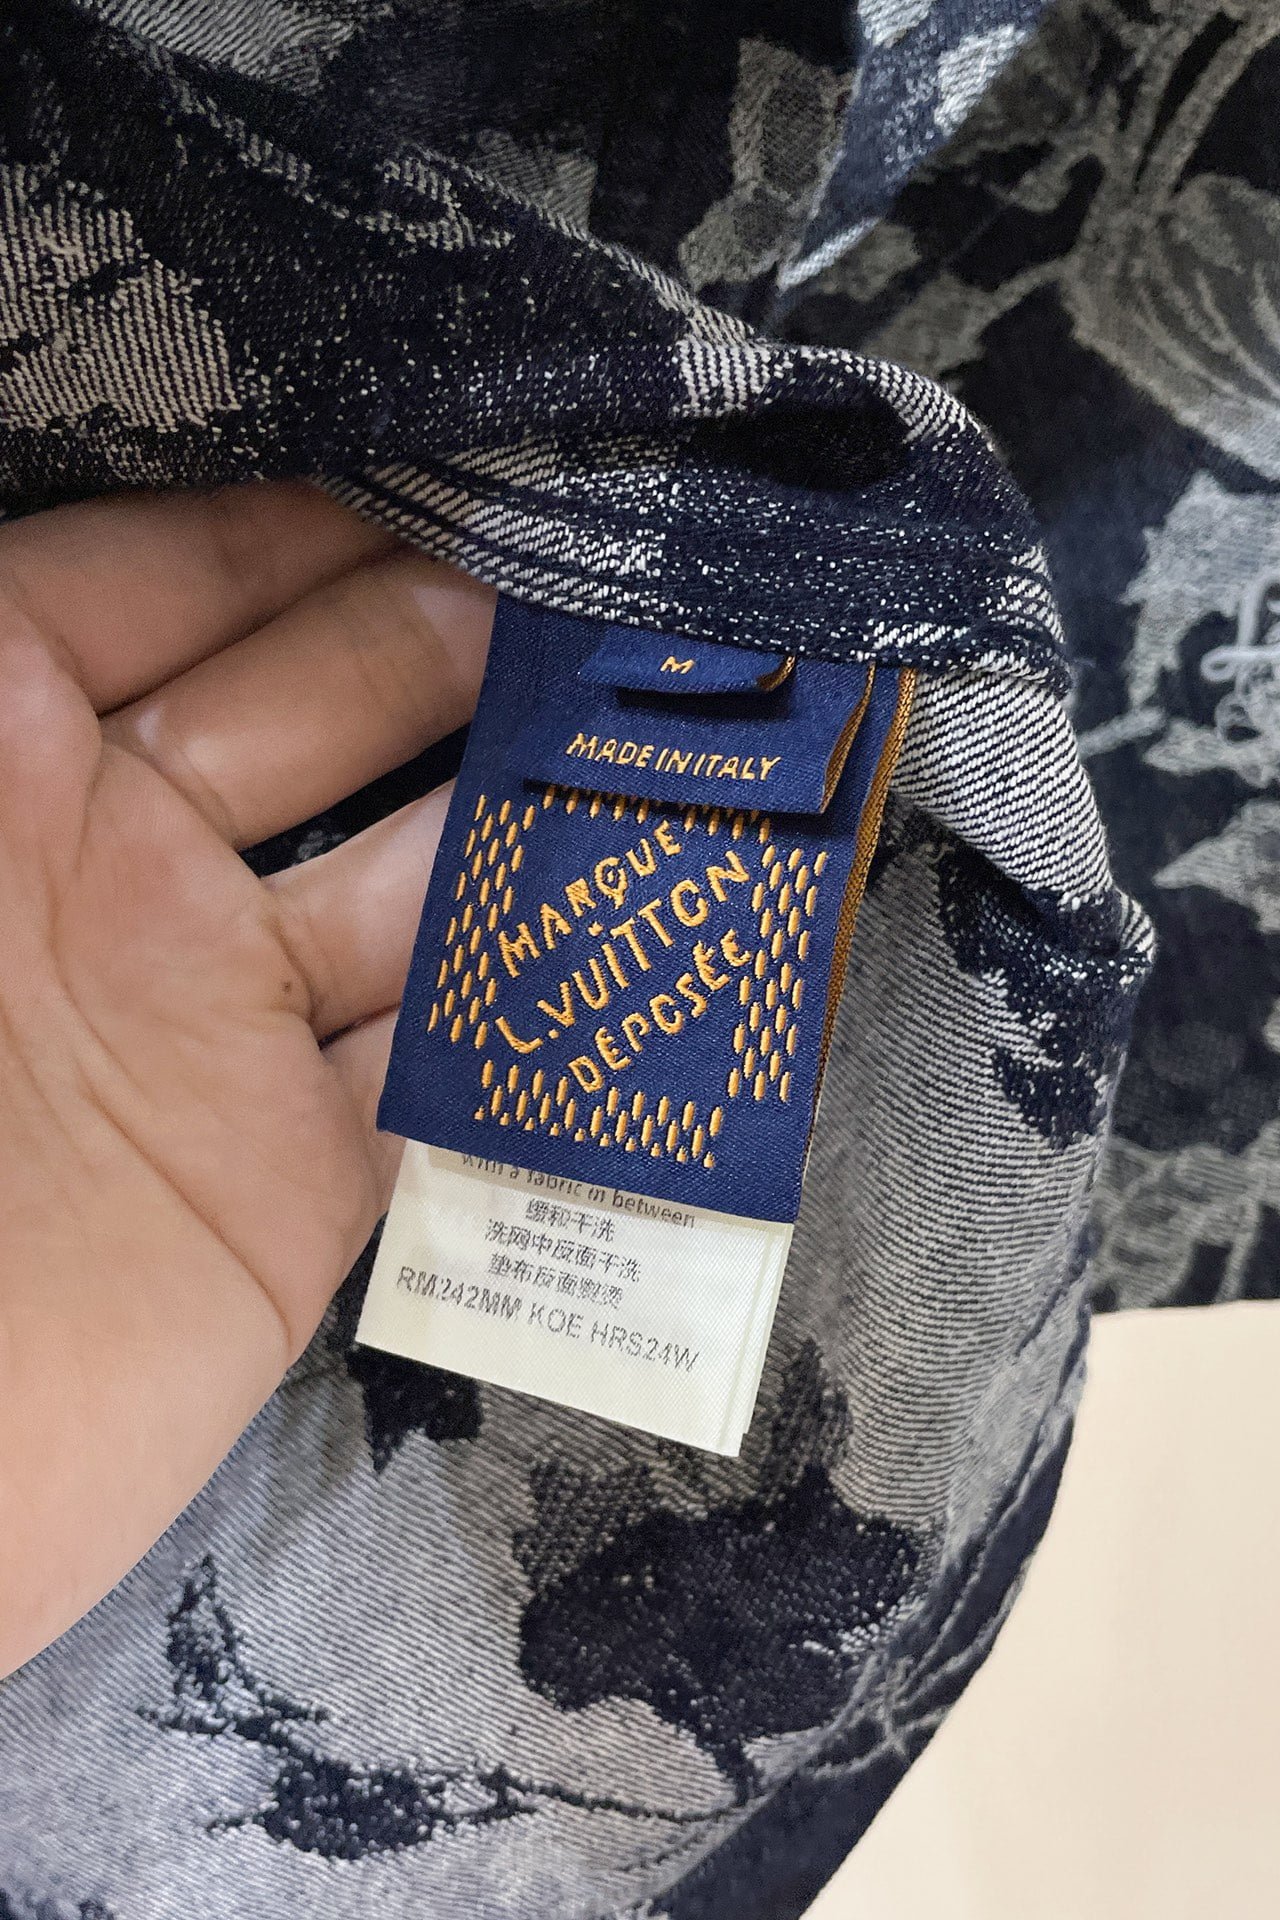 M
MADE IN ITALY
MARQUE
L.VUITTON
DÉPOSÉE
with a fabric in between
缓和干洗
洗网中反面干洗
垫布反面熨烫
RM242MM KOE HRS24W